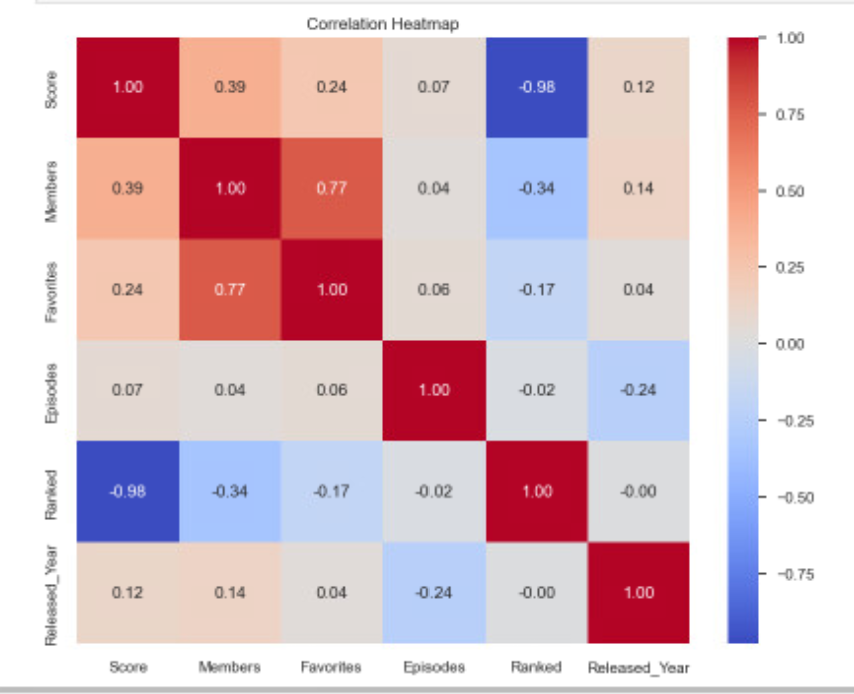 Correlation Heatmap
Score 1.00 0.39 0.24 0.07 -0.98 0.12
Members 0.39 1.00 0.77 0.04 -0.34 0.14
Favorites 0.24 0.77 1.00 0.06 -0.17 0.04
Episodes 0.07 0.04 0.06 1.00 -0.02 -0.24
Ranked -0.98 -0.34 -0.17 -0.02 1.00 -0.00
Released_Year 0.12 0.14 0.04 -0.24 -0.00 1.00
Score Members Favorites Episodes Ranked Released_Year
1.00
0.75
0.50
0.25
0.00
-0.25
-0.50
-0.75